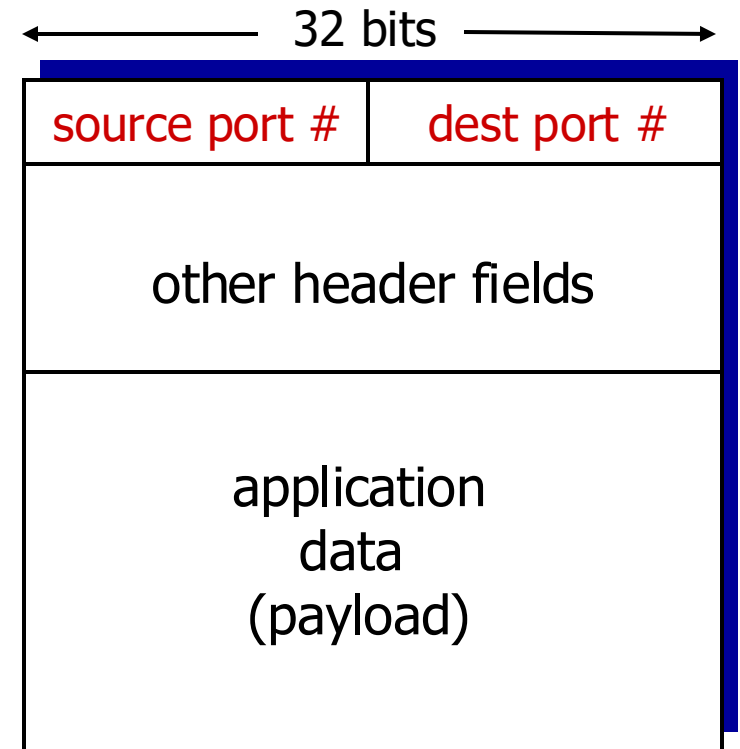 32 bits
source port # dest port #
other header fields
application
data
(payload)